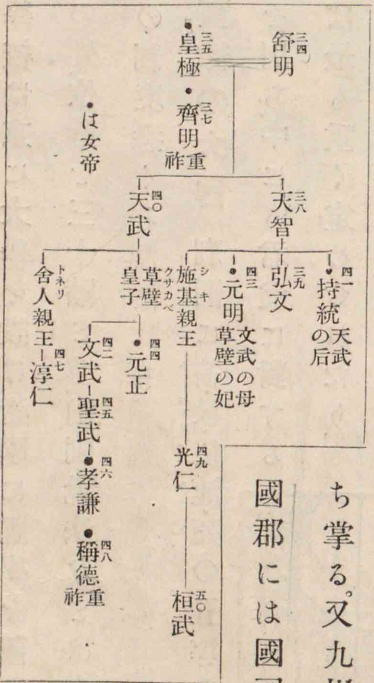 三四 舒明
三五 •皇極
三七 •齊明 重祚
•は女帝
三八 天智
四〇 天武
四一 •持統 天武の后
三九 弘文
四三 •元明 文武の母 草壁の妃
施基親王 シキ
四九 光仁
五〇 桓武
草壁皇子 クサカベ
四四 •元正
四二 文武
四五 聖武
四六 •孝謙
四八 •稱德 重祚
舍人親王 トネリ
四七 淳仁
ち掌る。又九
國郡には國